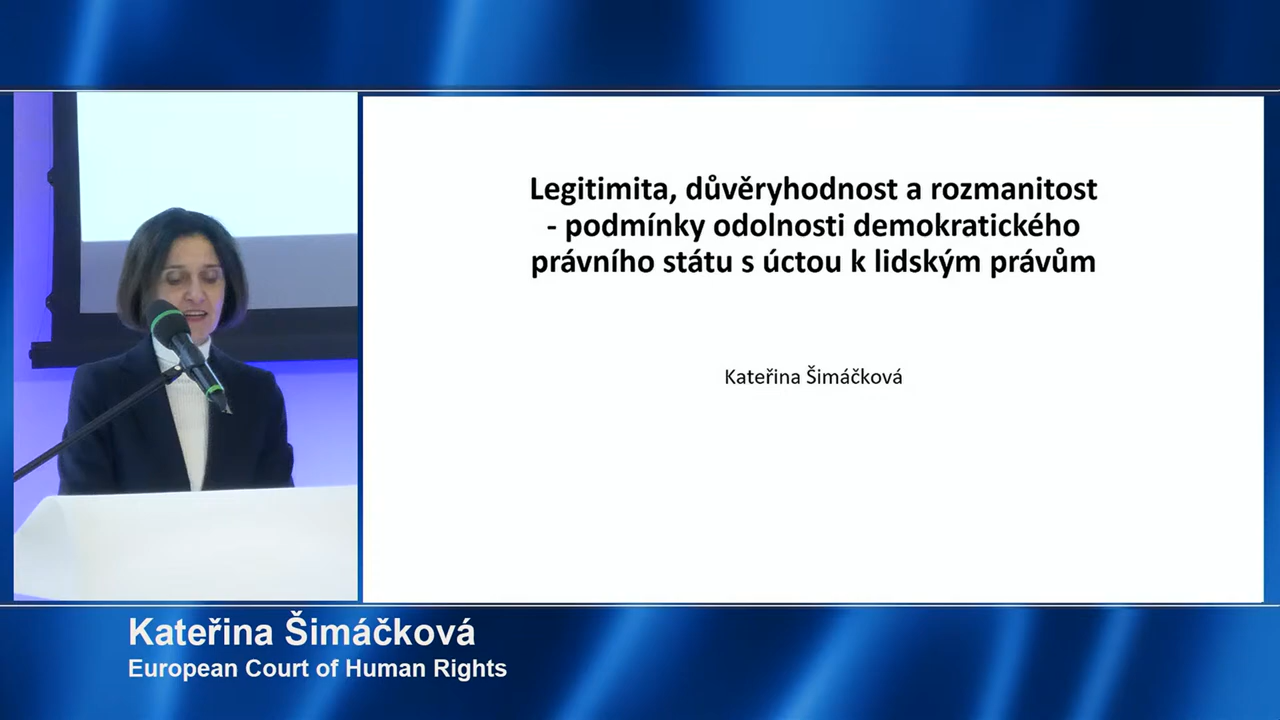 Legitimita, důvěryhodnost a rozmanitost
- podmínky odolnosti demokratického
právního státu s úctou k lidským právům
Kateřina Šimáčková
Kateřina Šimáčková
European Court of Human Rights